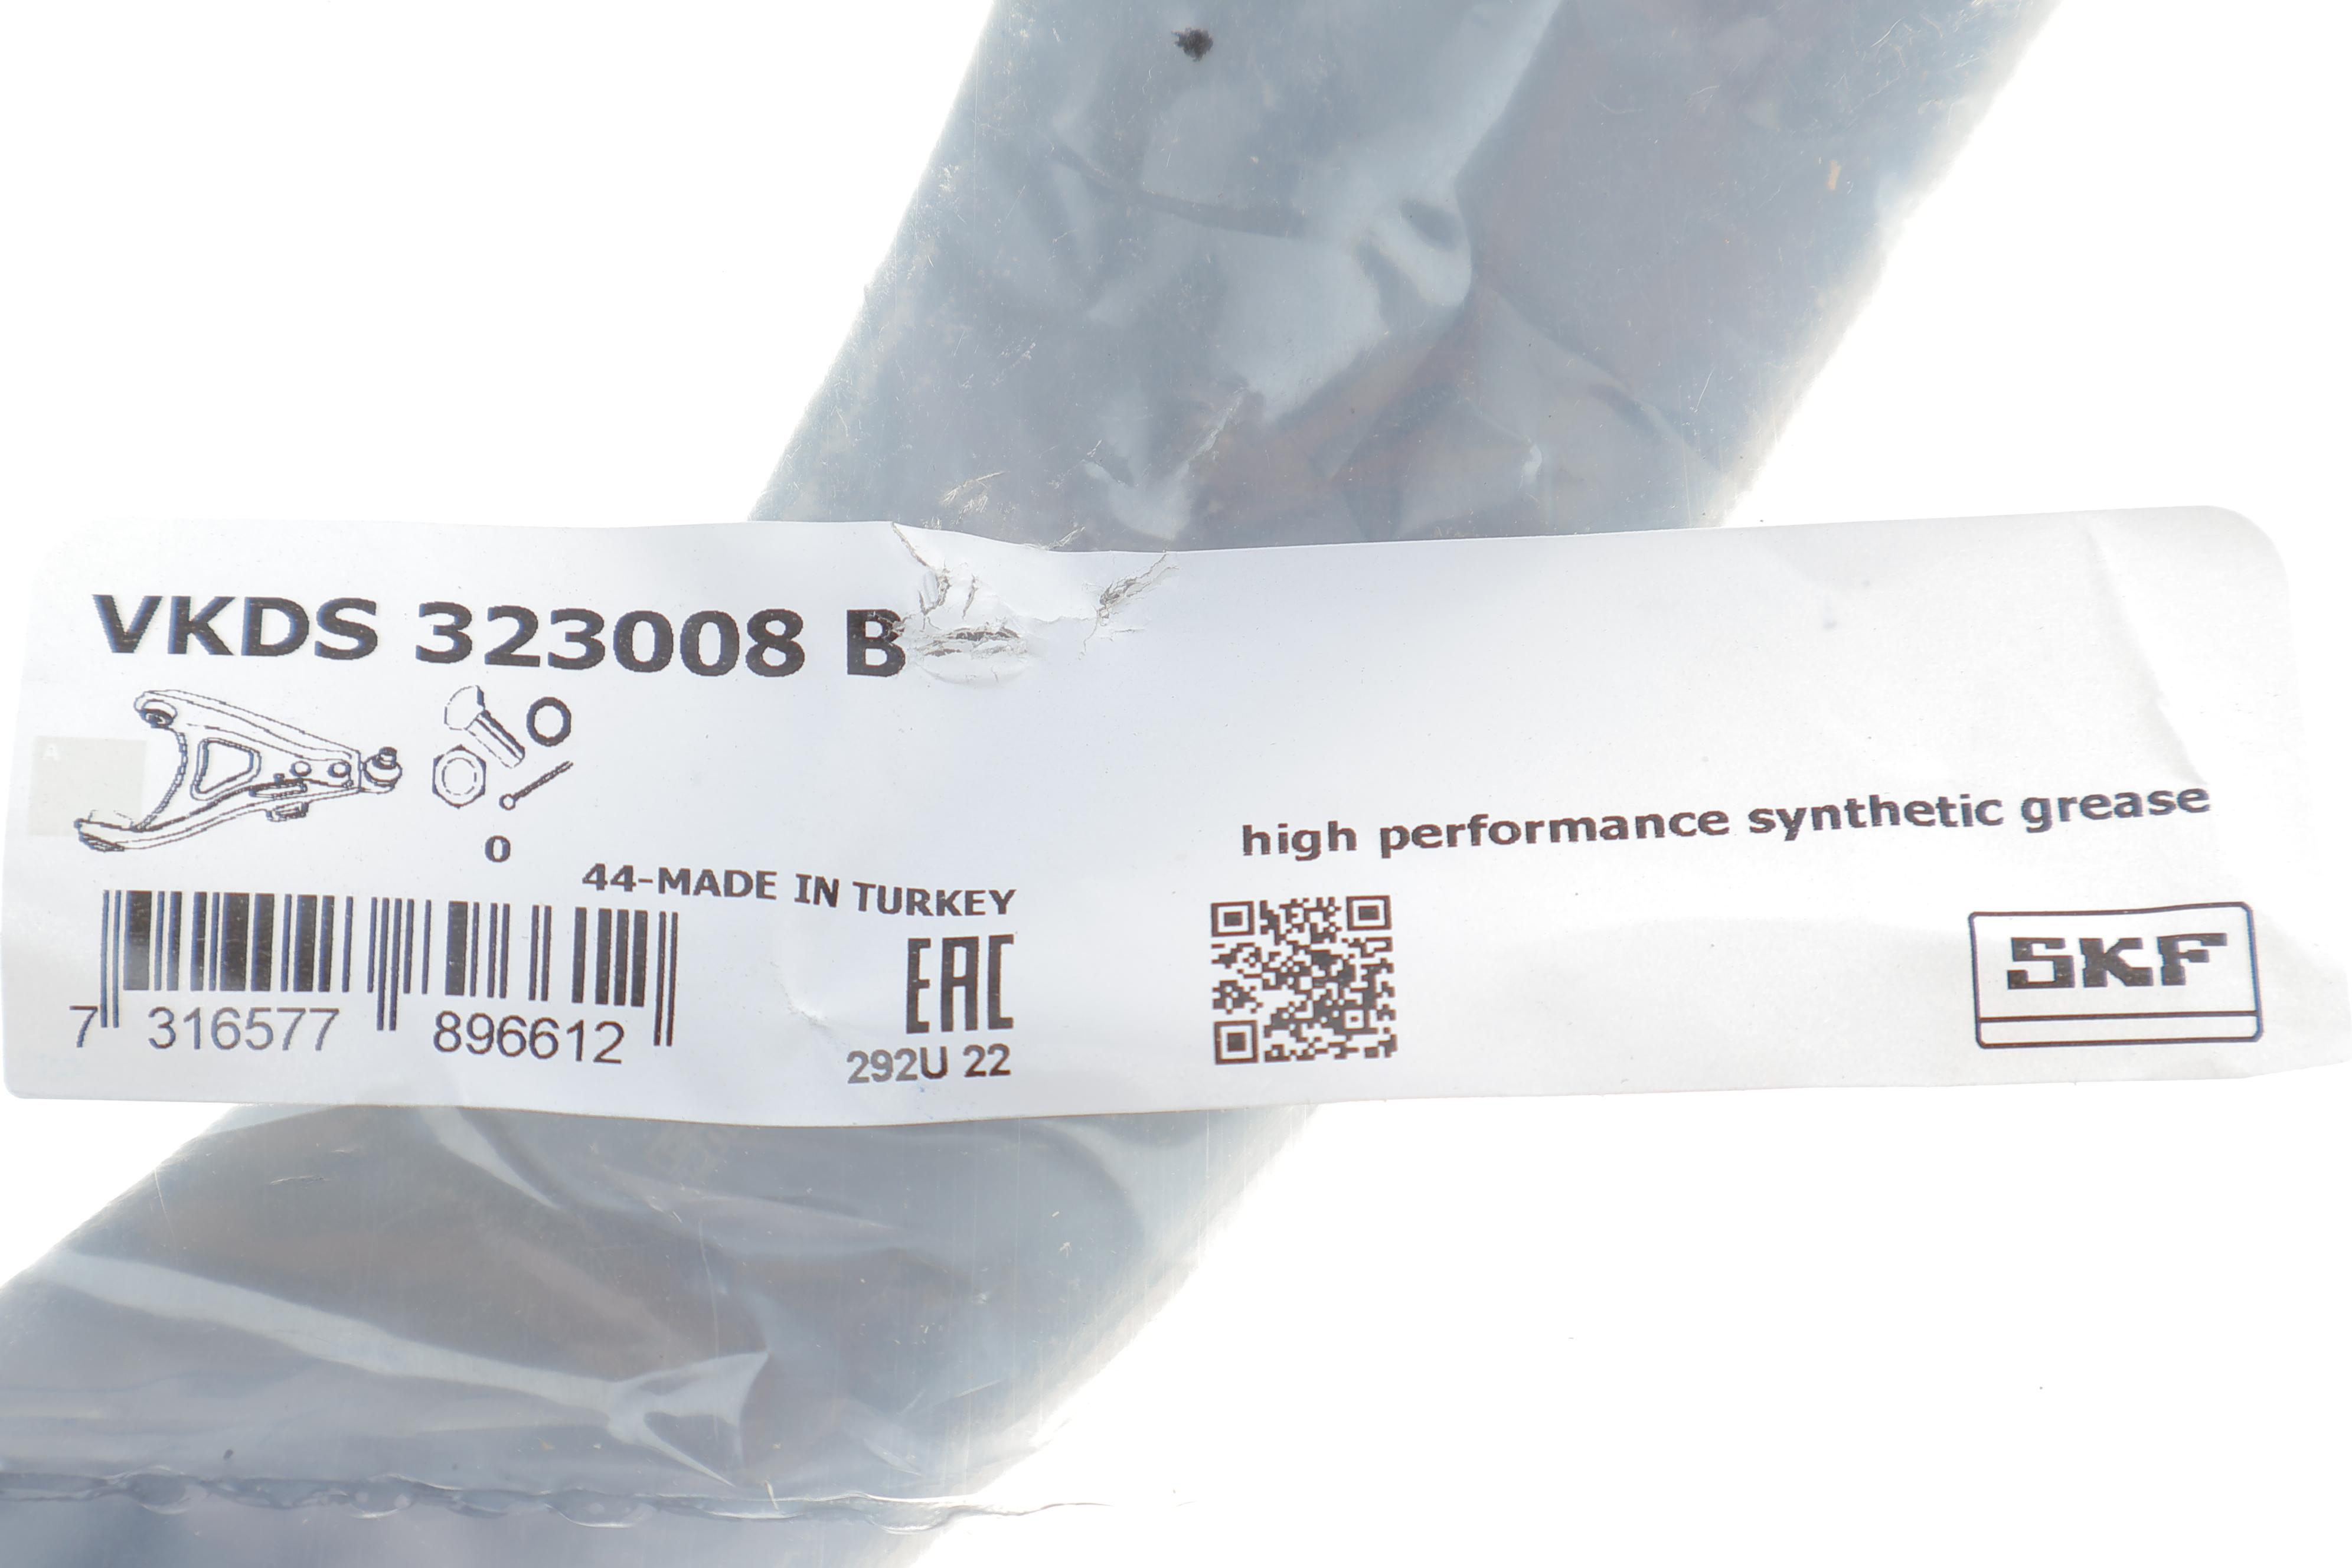 VKDS 323008 B
A
0
high performance synthetic grease
44-MADE IN TURKEY
EAC
7 316577 896612
292U 22
SKF